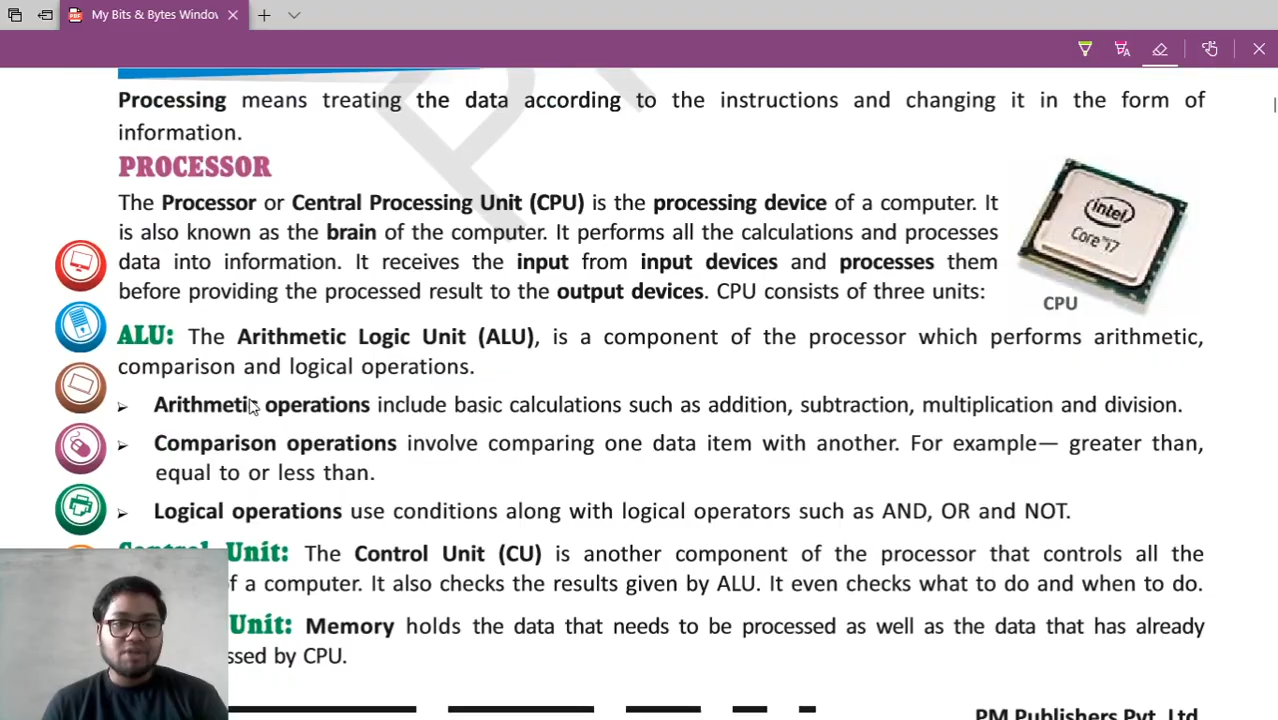 My Bits & Bytes Window
Processing means treating the data according to the instructions and changing it in the form of
information.
PROCESSOR
The Processor or Central Processing Unit (CPU) is the processing device of a computer. It
is also known as the brain of the computer. It performs all the calculations and processes
data into information. It receives the input from input devices and processes them
before providing the processed result to the output devices. CPU consists of three units:
intel
Core i7
CPU
ALU: The Arithmetic Logic Unit (ALU), is a component of the processor which performs arithmetic,
comparison and logical operations.
➢ Arithmetic operations include basic calculations such as addition, subtraction, multiplication and division.
➢ Comparison operations involve comparing one data item with another. For example— greater than,
equal to or less than.
➢ Logical operations use conditions along with logical operators such as AND, OR and NOT.
Control Unit: The Control Unit (CU) is another component of the processor that controls all the
of a computer. It also checks the results given by ALU. It even checks what to do and when to do.
Unit: Memory holds the data that needs to be processed as well as the data that has already
by CPU.
PM Publishers Pvt. Ltd